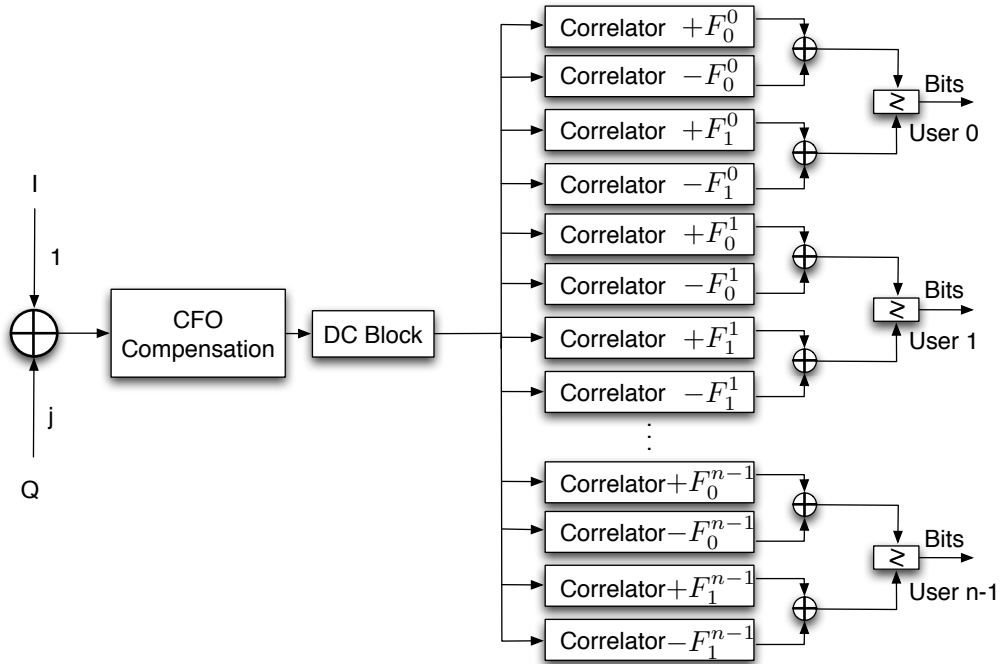 I
1
CFO
Compensation
DC Block
j
Q
Correlator $+F_0^0$
Correlator $-F_0^0$
Correlator $+F_1^0$
Correlator $-F_1^0$
≷
Bits
User 0
Correlator $+F_0^1$
Correlator $-F_0^1$
Correlator $+F_1^1$
Correlator $-F_1^1$
≷
Bits
User 1
⋮
Correlator $+F_0^{n-1}$
Correlator $-F_0^{n-1}$
Correlator $+F_1^{n-1}$
Correlator $-F_1^{n-1}$
≷
Bits
User n-1